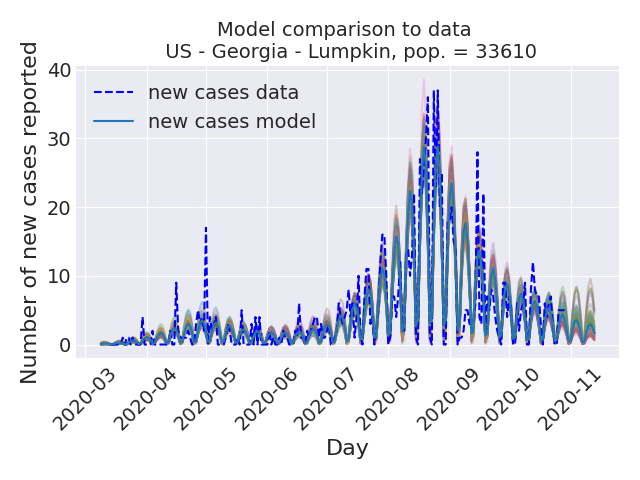 Model comparison to data
US - Georgia - Lumpkin, pop. = 33610
Number of new cases reported
40
30
20
10
0
new cases data
new cases model
2020-03
2020-04
2020-05
2020-06
2020-07
2020-08
2020-09
2020-10
2020-11
Day